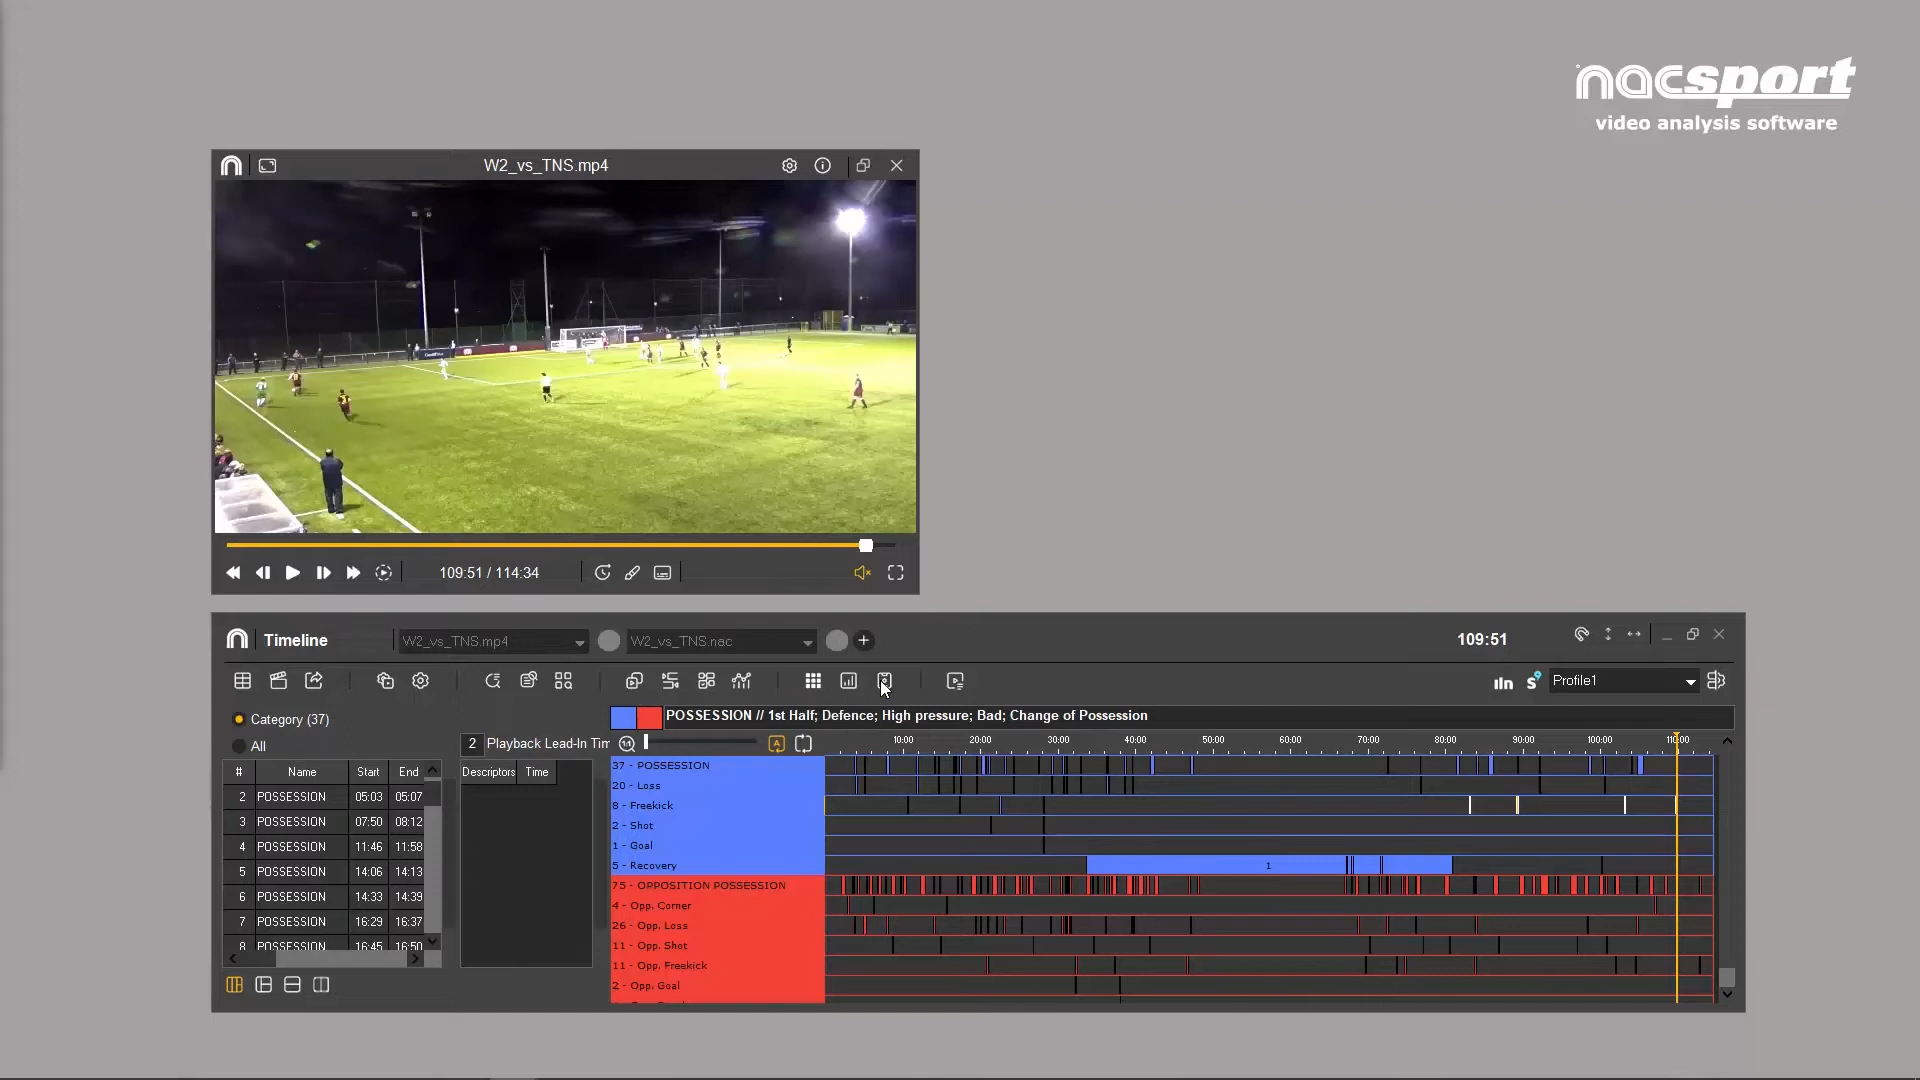 nacsport
video analysis software
W2_vs_TNS.mp4
109:51 / 114:34
Timeline
W2_vs_TNS.mp4
W2_vs_TNS.nac
109:51
Profile1
Category (37)
All
2 Playback Lead-In Tim
POSSESSION // 1st Half; Defence; High pressure; Bad; Change of Possession
10:00 20:00 30:00 40:00 50:00 60:00 70:00 80:00 90:00 100:00 110:00
# Name Start End
2 POSSESSION 05:03 05:07
3 POSSESSION 07:50 08:12
4 POSSESSION 11:46 11:58
5 POSSESSION 14:06 14:13
6 POSSESSION 14:33 14:39
7 POSSESSION 16:29 16:37
8 POSSESSION 16:45 16:50
Descriptors Time
37 - POSSESSION
20 - Loss
8 - Freekick
2 - Shot
1 - Goal
5 - Recovery
1
75 - OPPOSITION POSSESSION
4 - Opp. Corner
26 - Opp. Loss
11 - Opp. Shot
11 - Opp. Freekick
2 - Opp. Goal